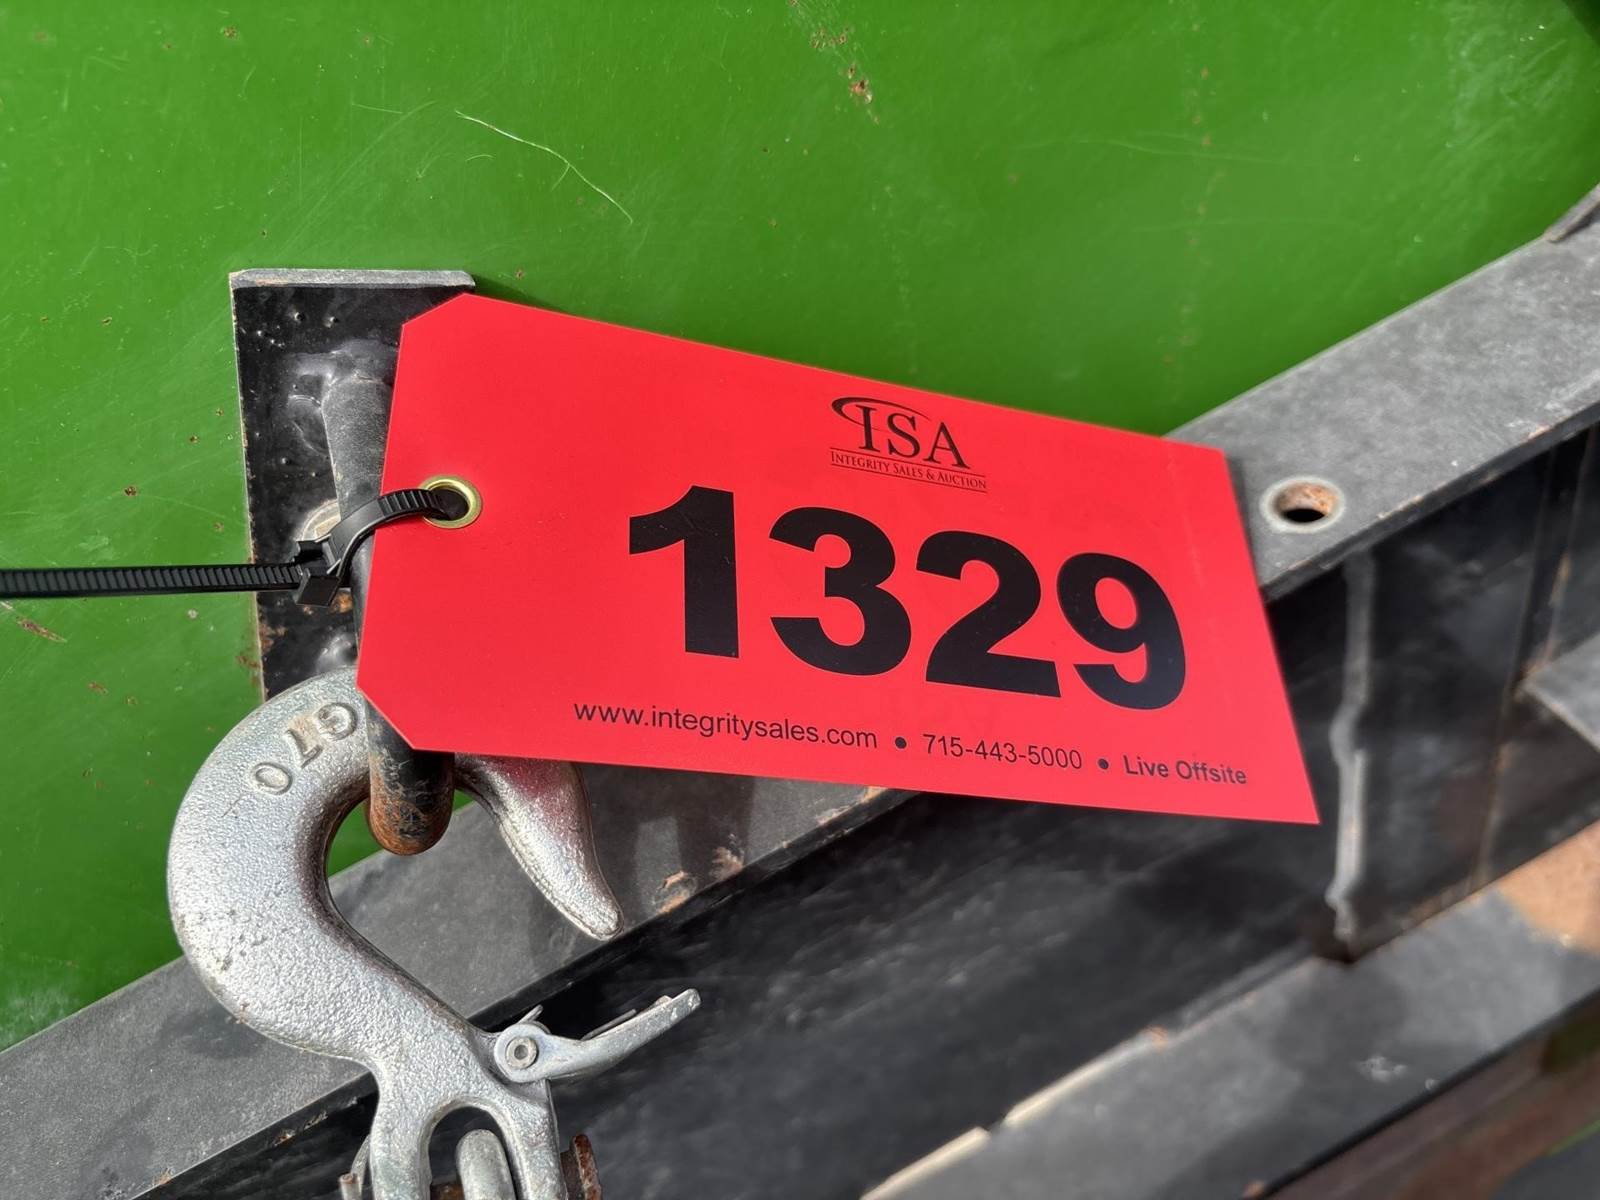 ISA
INTEGRITY SALES & AUCTION
1329
www.integritysales.com • 715-443-5000 • Live Offsite
G70